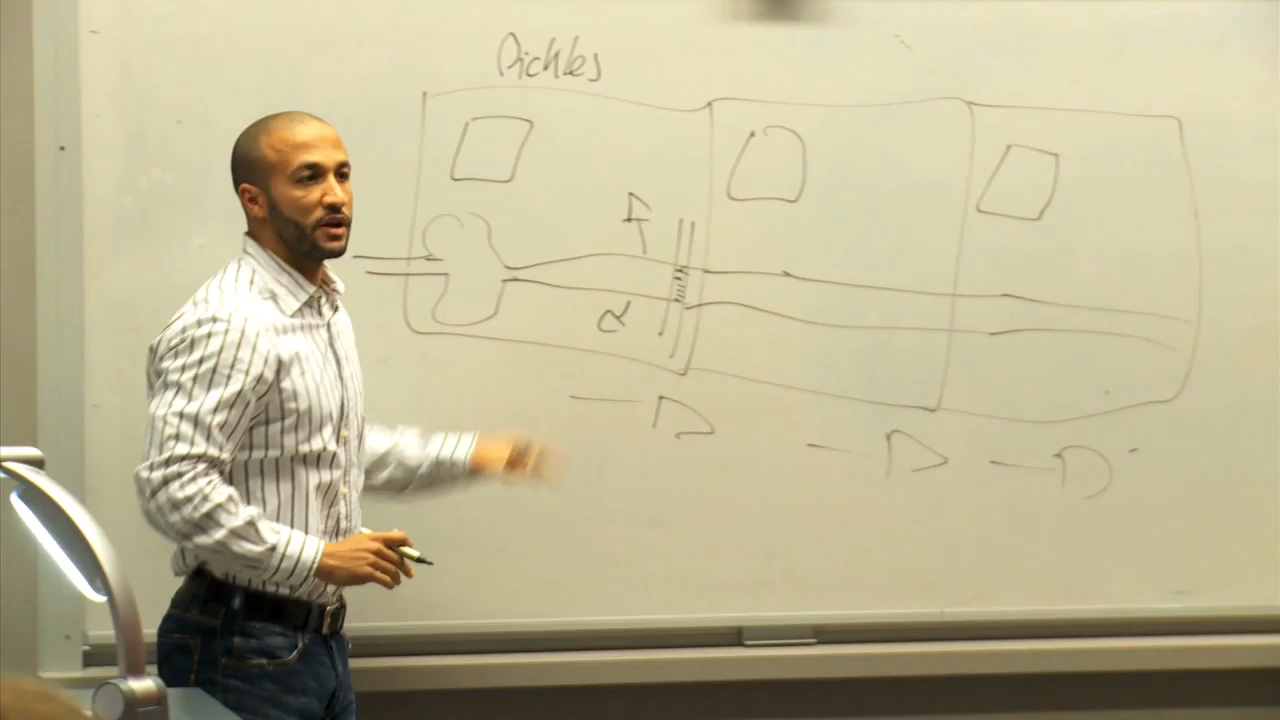 Pickles
A
α
– D
– D – D